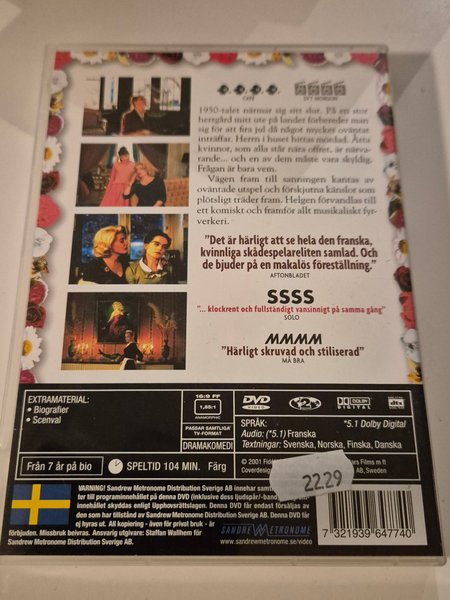 CAFÉ
SVT MORGON
1950-talet närmar sig sitt slut. På en stor
herrgård mitt ute på landet förbereder man
sig för att fira jul då något mycket oväntat
inträffar. Herrn i huset hittas mördad. Åtta
kvinnor, som alla står nära offret, är närva-
rande... och en av dem måste vara skyldig.
Frågan är bara vem.
Vägen fram till sanningen kantas av
oväntade utspel och förskjutna känslor som
plötsligt träder fram. Helgen förvandlas till
ett komiskt och framför allt musikaliskt fyr-
verkeri.
"Det är härligt att se hela den franska,
kvinnliga skådespelareliten samlad. Och
de bjuder på en makalös föreställning."
AFTONBLADET
SSSS
"... klockrent och fullständigt vansinnigt på samma gång"
SOLO
MMMM
"Härligt skruvad och stiliserad"
MÅ BRA
EXTRAMATERIAL:
• Biografier
• Scenval
16:9 FF
1,85:1
ANAMORPHIC
PASSAR SAMTLIGA
TV-FORMAT
DRAMAKOMEDI
DVD
VIDEO
2
DOLBY
DIGITAL
dts
SPRÅK:
*5.1 Dolby Digital
Audio: (*5.1) Franska
Textningar: Svenska, Norska, Finska, Danska
Från 7 år på bio
SPELTID 104 MIN.
Färg
© 2001
Coverdesign
rs Films m fl
AB, Sweden
2229
VARNING! Sandrew Metronome Distribution Sverige AB innehar samt
ter till programinnehållet på denna DVD (inklusive dess ljudspår/-band
innehållet skyddas enligt Upphovsrättslagen. Denna DVD får endast försäljas av
den som har tillstånd av Sandrew Metronome Distribution Sverige AB. Denna DVD får
ej hyras ut. All kopiering - även för privat bruk - är
förbjuden. Missbruk beivras. Ansvarig utgivare: Staffan Wallhem för
Sandrew Metronome Distribution Sverige AB.
SANDREW METRONOME
www.sandrewmetronome.se/video
7 321939 647740